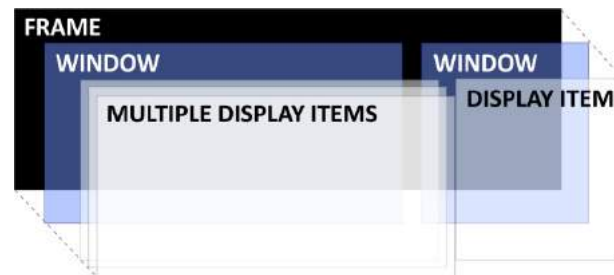 FRAME
WINDOW
WINDOW
MULTIPLE DISPLAY ITEMS
DISPLAY ITEM